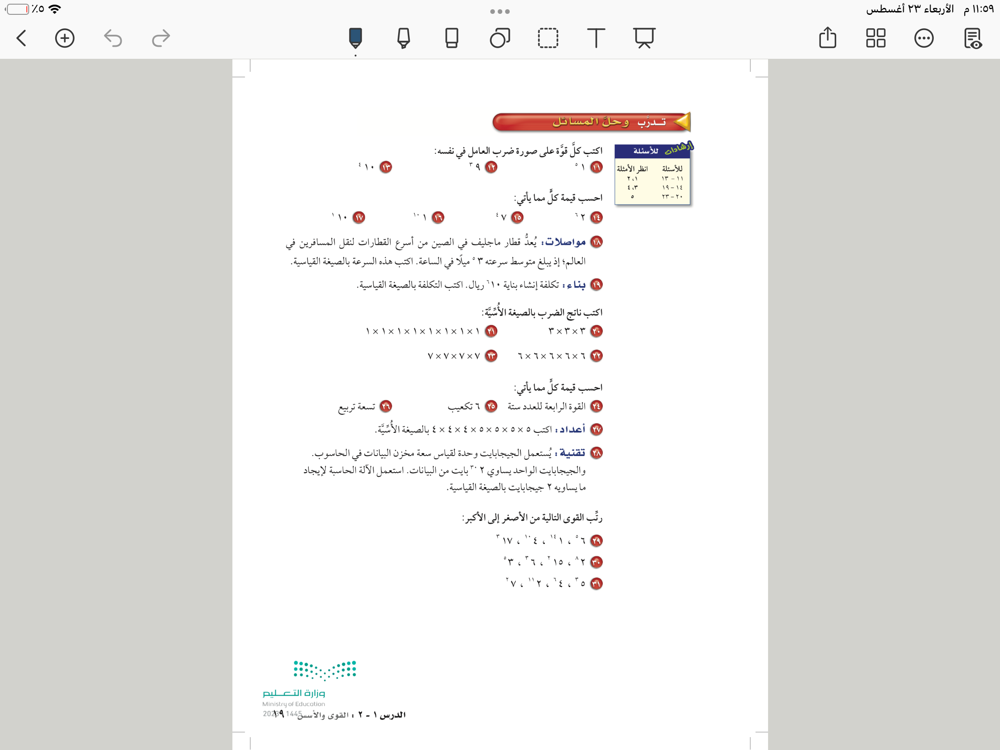 ١١:٥٩ م الأربعاء ٢٣ أغسطس
٪٥
تـدرَّب وحلَّ المسائل
إرشادات للأسئلة
للأسئلة انظر الأمثلة
١١ – ١٣ ١، ٢
١٤ – ١٩ ٣، ٤
٢٠ – ٢٣ ٥
اكتب كلَّ قوَّة على صورة ضرب العامل في نفسه:
١١ ١^٥ ١٢ ٩^٣ ١٣ ١٠^٤
احسب قيمة كلٍّ مما يأتي:
١٤ ٢^٦ ١٥ ٧^٤ ١٦ ١^١٠ ١٧ ١٠^١
١٨ مواصلات: يُعدُّ قطار ماجليف في الصين من أسرع القطارات لنقل المسافرين في
العالم؛ إذ يبلغ متوسط سرعته ٣^٥ ميلًا في الساعة. اكتب هذه السرعة بالصيغة القياسية.
١٩ بناء: تكلفة إنشاء بناية ١٠^٦ ريال. اكتب التكلفة بالصيغة القياسية.
اكتب ناتج الضرب بالصيغة الأُسِّيَّة:
٢٠ ٣ × ٣ × ٣ ٢١ ١ × ١ × ١ × ١ × ١ × ١ × ١ × ١
٢٢ ٦ × ٦ × ٦ × ٦ × ٦ ٢٣ ٧ × ٧ × ٧ × ٧
احسب قيمة كلٍّ مما يأتي:
٢٤ القوة الرابعة للعدد ستة ٢٥ ٦ تكعيب ٢٦ تسعة تربيع
٢٧ أعداد: اكتب ٥ × ٥ × ٥ × ٥ × ٤ × ٤ × ٤ بالصيغة الأُسِّيَّة.
٢٨ تقنية: يُستعمل الجيجابايت وحدة لقياس سعة مخزن البيانات في الحاسوب.
والجيجابايت الواحد يساوي ٢^٣٠ بايت من البيانات. استعمل الآلة الحاسبة لإيجاد
ما يساويه ٢ جيجابايت بالصيغة القياسية.
رتِّب القوى التالية من الأصغر إلى الأكبر:
٢٩ ٦^٥ ، ١^١٤ ، ٤^١٠ ، ١٧^٣
٣٠ ٢^٨ ، ١٥^٢ ، ٦^٣ ، ٣^٥
٣١ ٥^٣ ، ٤^٦ ، ٢^١١ ، ٧^٢
وزارة التعـليم
Ministry of Education
2023 - 1445
الدرس ١ - ٢ : القوى والأسس ١٩